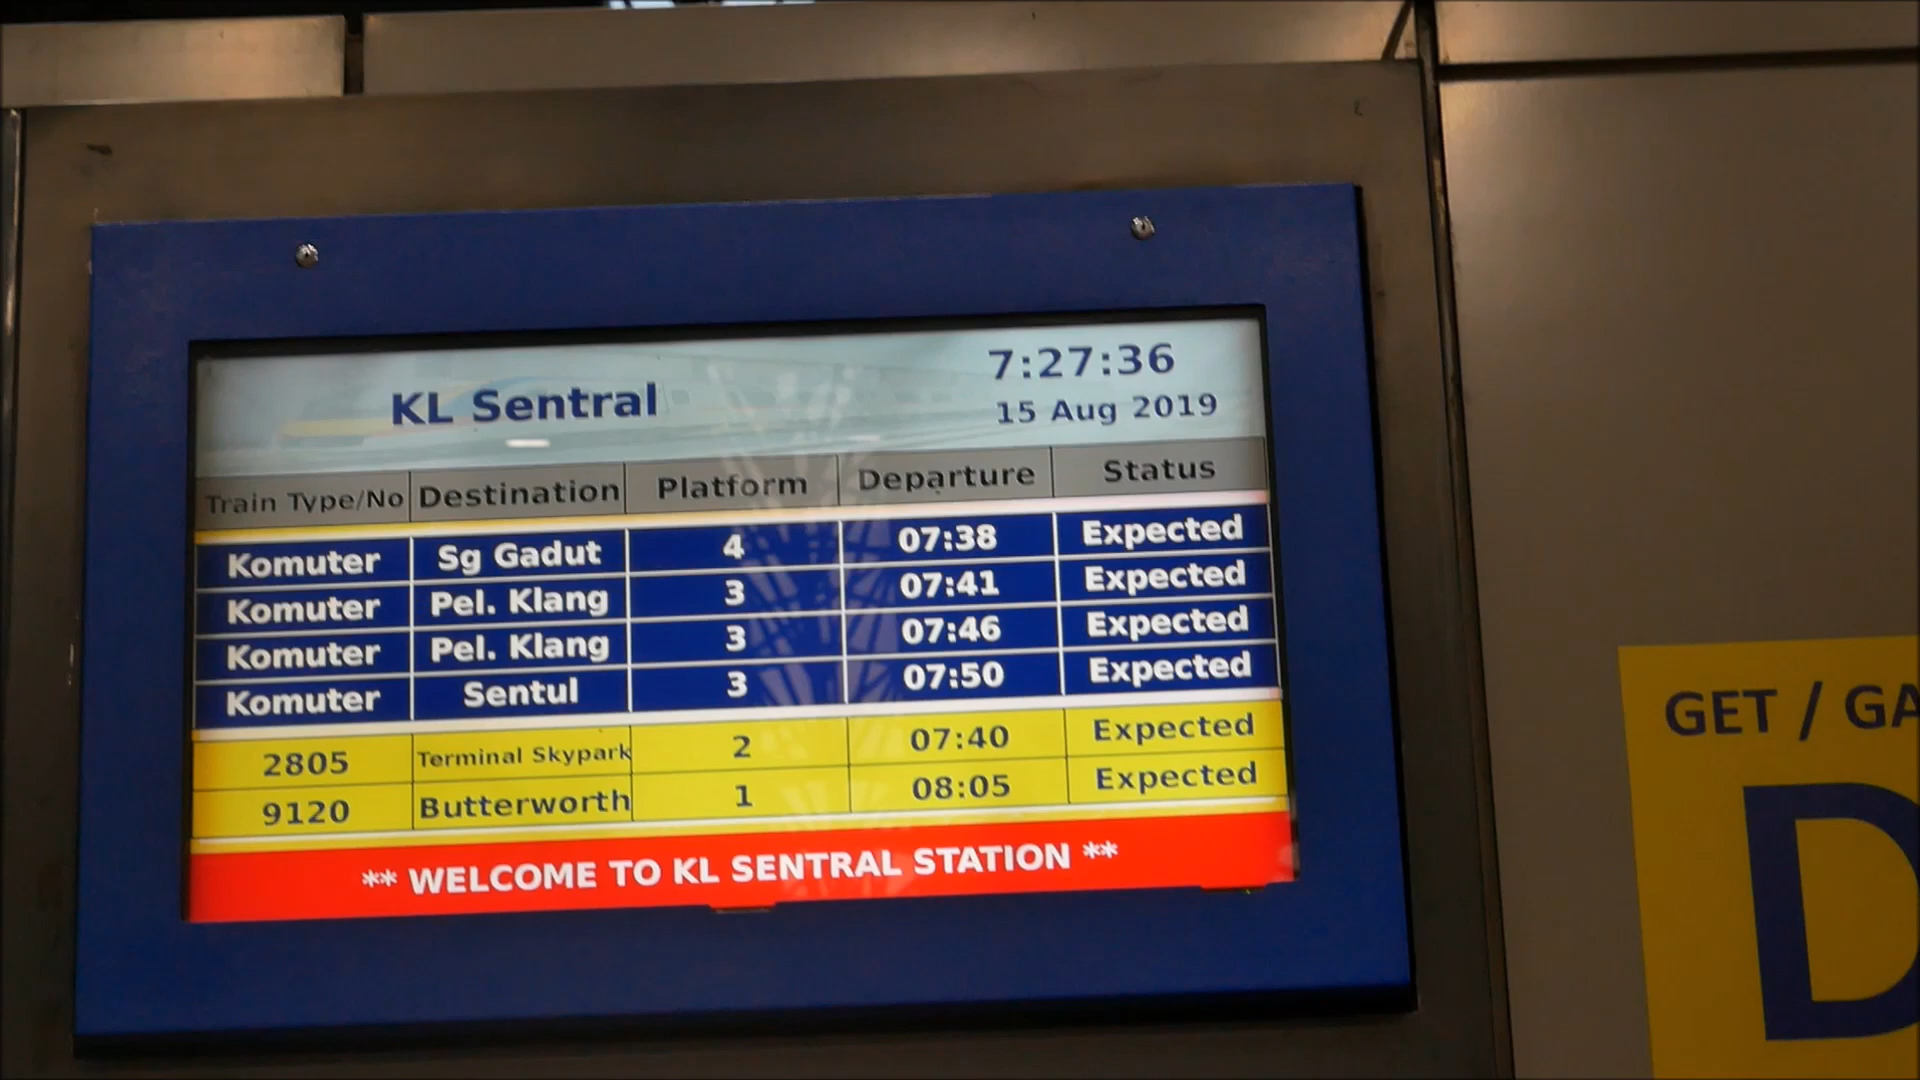 KL Sentral
7:27:36
15 Aug 2019
Train Type/No Destination Platform Departure Status
Komuter Sg Gadut 4 07:38 Expected
Komuter Pel. Klang 3 07:41 Expected
Komuter Pel. Klang 3 07:46 Expected
Komuter Sentul 3 07:50 Expected
2805 Terminal Skypark 2 07:40 Expected
9120 Butterworth 1 08:05 Expected
** WELCOME TO KL SENTRAL STATION **
GET / GA
D